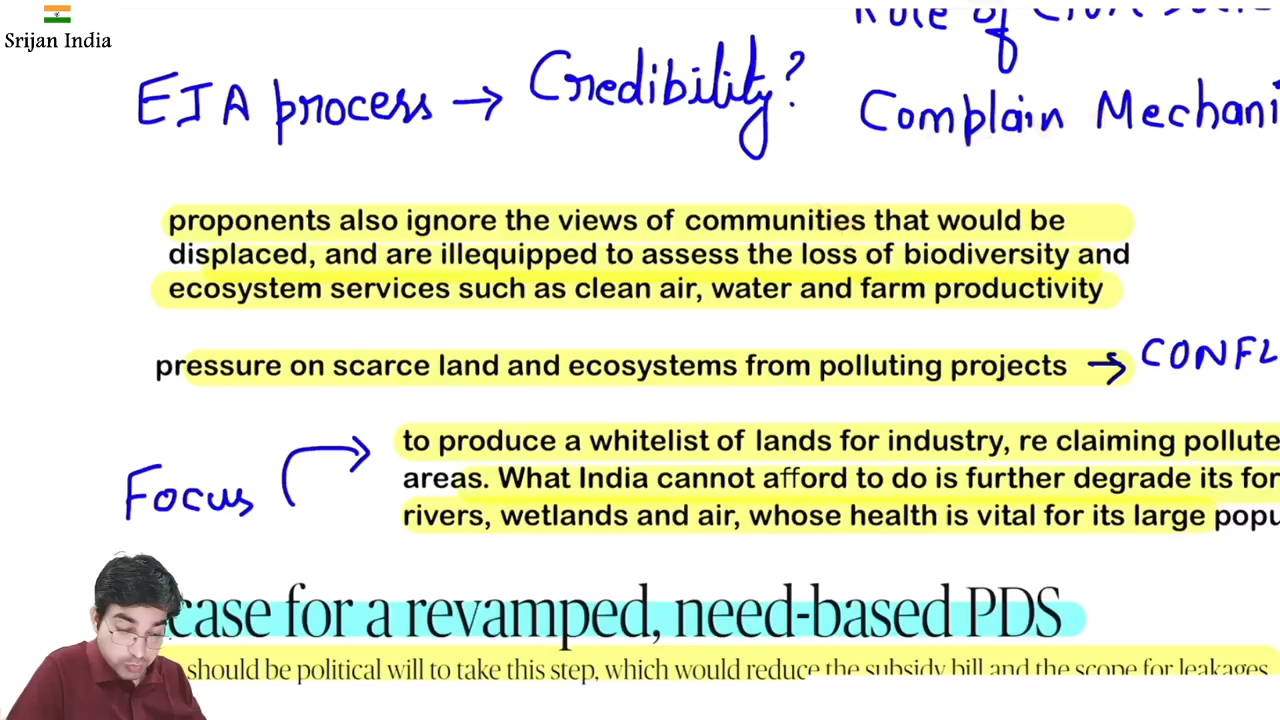 Srijan India
Role of
EIA process → Credibility?
Complain Mechani
proponents also ignore the views of communities that would be
displaced, and are illequipped to assess the loss of biodiversity and
ecosystem services such as clean air, water and farm productivity
pressure on scarce land and ecosystems from polluting projects → CONFL
Focus
to produce a whitelist of lands for industry, re claiming pollute
areas. What India cannot afford to do is further degrade its for
rivers, wetlands and air, whose health is vital for its large popu
case for a revamped, need-based PDS
should be political will to take this step, which would reduce the subsidy bill and the scope for leakages